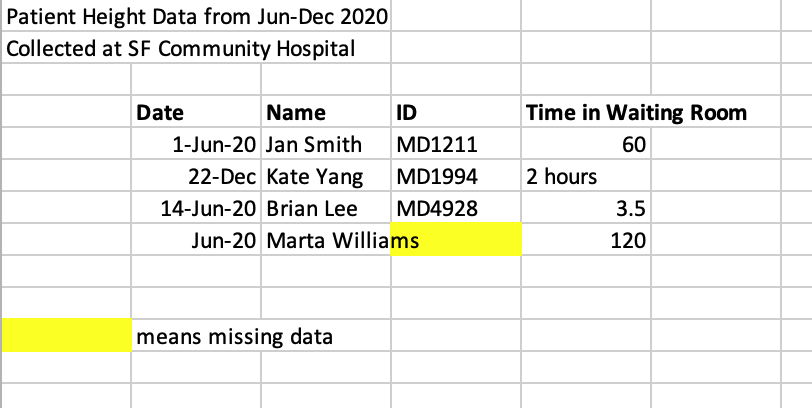 Patient Height Data from Jun-Dec 2020
Collected at SF Community Hospital
Date Name ID Time in Waiting Room
1-Jun-20 Jan Smith MD1211 60
22-Dec Kate Yang MD1994 2 hours
14-Jun-20 Brian Lee MD4928 3.5
Jun-20 Marta Williams 120
means missing data